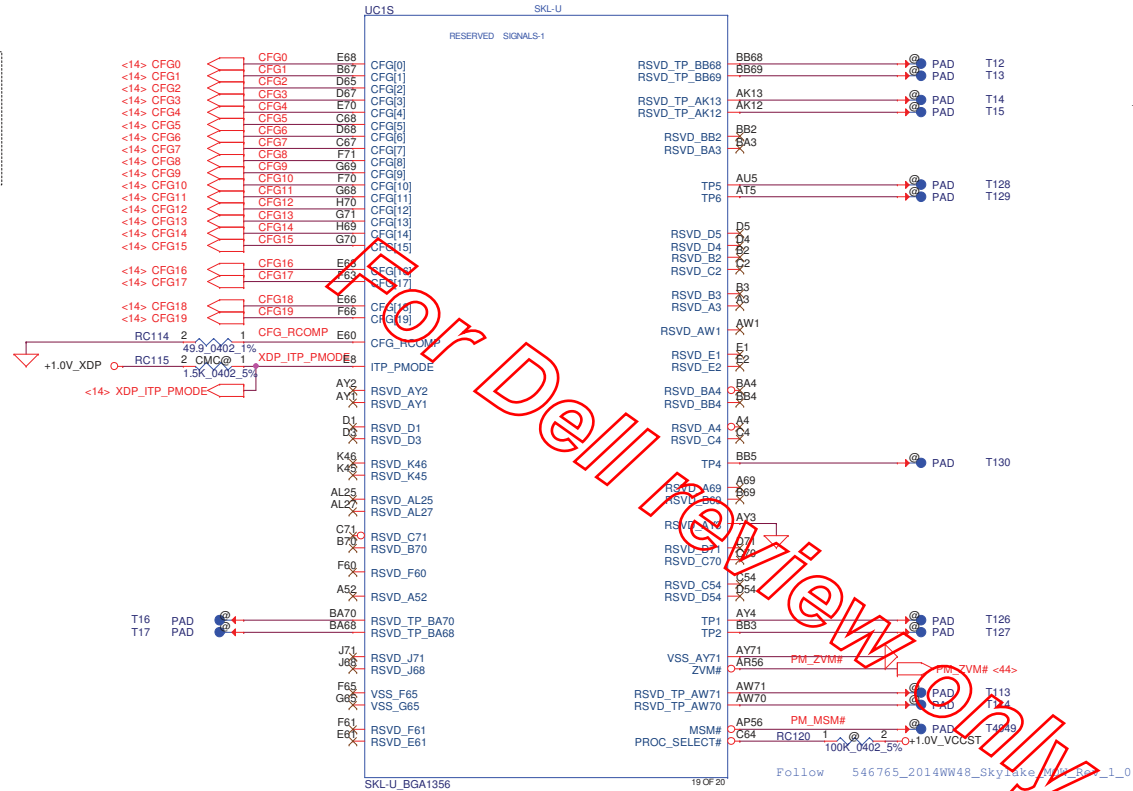 UC1S
SKL-U
RESERVED SIGNALS-1
<14> CFG0 CFG0 E68 CFG[0]
<14> CFG1 CFG1 B67 CFG[1]
<14> CFG2 CFG2 D65 CFG[2]
<14> CFG3 CFG3 D67 CFG[3]
<14> CFG4 CFG4 E70 CFG[4]
<14> CFG5 CFG5 C68 CFG[5]
<14> CFG6 CFG6 D68 CFG[6]
<14> CFG7 CFG7 C67 CFG[7]
<14> CFG8 CFG8 F71 CFG[8]
<14> CFG9 CFG9 G69 CFG[9]
<14> CFG10 CFG10 F70 CFG[10]
<14> CFG11 CFG11 G68 CFG[11]
<14> CFG12 CFG12 H70 CFG[12]
<14> CFG13 CFG13 G71 CFG[13]
<14> CFG14 CFG14 H69 CFG[14]
<14> CFG15 CFG15 G70 CFG[15]
<14> CFG16 CFG16 E63 CFG[16]
<14> CFG17 CFG17 F63 CFG[17]
<14> CFG18 CFG18 E66 CFG[18]
<14> CFG19 CFG19 F66 CFG[19]
RC114 2 1 CFG_RCOMP E60 CFG_RCOMP
49.9_0402_1%
+1.0V_XDP RC115 2 CMC@ 1 XDP_ITP_PMODE E8 ITP_PMODE
1.5K_0402_5%
<14> XDP_ITP_PMODE
AY2 RSVD_AY2
AY1 RSVD_AY1
D1 RSVD_D1
D3 RSVD_D3
K46 RSVD_K46
K45 RSVD_K45
AL25 RSVD_AL25
AL27 RSVD_AL27
C71 RSVD_C71
B70 RSVD_B70
F60 RSVD_F60
A52 RSVD_A52
T16 PAD @ BA70 RSVD_TP_BA70
T17 PAD @ BA68 RSVD_TP_BA68
J71 RSVD_J71
J68 RSVD_J68
F65 VSS_F65
G65 VSS_G65
F61 RSVD_F61
E61 RSVD_E61
RSVD_TP_BB68 BB68 @ PAD T12
RSVD_TP_BB69 BB69 @ PAD T13
RSVD_TP_AK13 AK13 @ PAD T14
RSVD_TP_AK12 AK12 @ PAD T15
RSVD_BB2 BB2
RSVD_BA3 BA3
TP5 AU5 @ PAD T128
TP6 AT5 @ PAD T129
RSVD_D5 D5
RSVD_D4 D4
RSVD_B2 B2
RSVD_C2 C2
RSVD_B3 B3
RSVD_A3 A3
RSVD_AW1 AW1
RSVD_E1 E1
RSVD_E2 E2
RSVD_BA4 BA4
RSVD_BB4 BB4
RSVD_A4 A4
RSVD_C4 C4
TP4 BB5 @ PAD T130
RSVD_A69 A69
RSVD_B69 B69
RSVD_AY3 AY3
RSVD_D71 D71
RSVD_C70 C70
RSVD_C54 C54
RSVD_D54 D54
TP1 AY4 @ PAD T126
TP2 BB3 @ PAD T127
VSS_AY71 AY71
ZVM# AR56 PM_ZVM# PM_ZVM# <44>
RSVD_TP_AW71 AW71 @ PAD T113
RSVD_TP_AW70 AW70 @ PAD T114
MSM# AP56 PM_MSM# @ PAD T4949
PROC_SELECT# C64 RC120 1 @ 2 +1.0V_VCCST
100K_0402_5%
SKL-U_BGA1356
19 OF 20
Follow 546765_2014WW48_Skylake_MOW_Rev_1_0
For Dell review only